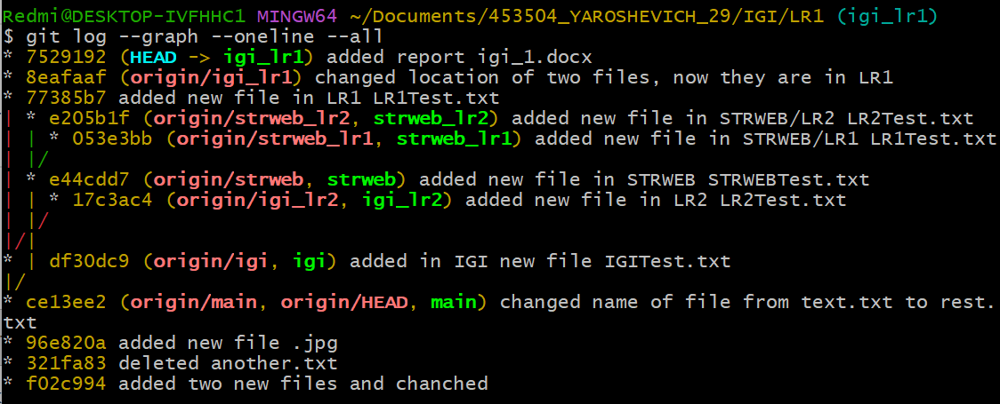 Redmi@DESKTOP-IVFHHC1 MINGW64 ~/Documents/453504_YAROSHEVICH_29/IGI/LR1 (igi_lr1)
$ git log --graph --oneline --all
* 7529192 (HEAD -> igi_lr1) added report igi_1.docx
* 8eafaaf (origin/igi_lr1) changed location of two files, now they are in LR1
* 77385b7 added new file in LR1 LR1Test.txt
| * e205b1f (origin/strweb_lr2, strweb_lr2) added new file in STRWEB/LR2 LR2Test.txt
| | * 053e3bb (origin/strweb_lr1, strweb_lr1) added new file in STRWEB/LR1 LR1Test.txt
| |/
| * e44cdd7 (origin/strweb, strweb) added new file in STRWEB STRWEBTest.txt
| | * 17c3ac4 (origin/igi_lr2, igi_lr2) added new file in LR2 LR2Test.txt
| |/
|/|
* | df30dc9 (origin/igi, igi) added in IGI new file IGITest.txt
|/
* ce13ee2 (origin/main, origin/HEAD, main) changed name of file from text.txt to rest.
txt
* 96e820a added new file .jpg
* 321fa83 deleted another.txt
* f02c994 added two new files and chanched